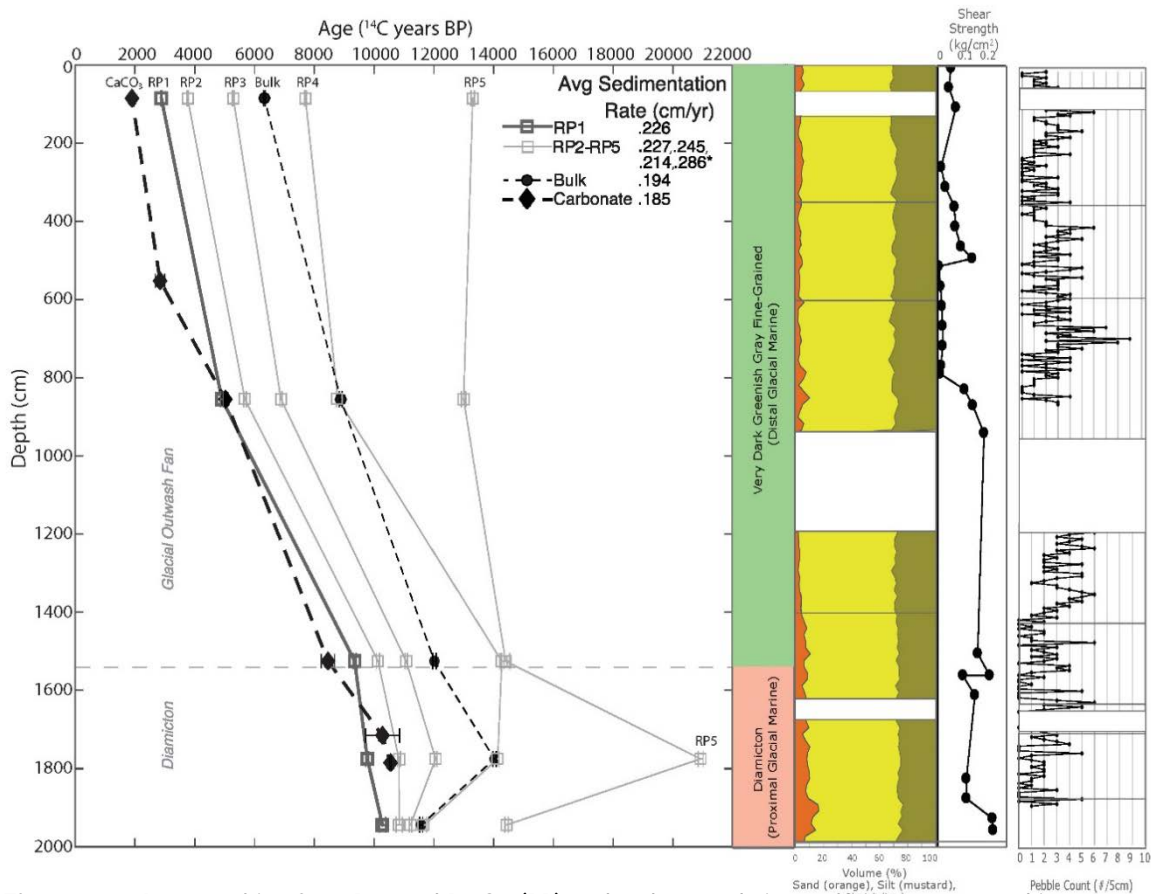 Age (¹⁴C years BP)
0 2000 4000 6000 8000 10000 12000 14000 16000 18000 20000 22000
CaCO₃ RP1 RP2 RP3 Bulk RP4 RP5
Avg Sedimentation
Rate (cm/yr)
RP1 .226
RP2-RP5 .227,.245,
.214,.286*
Bulk .194
Carbonate .185
Depth (cm)
0
200
400
600
800
1000
1200
1400
1600
1800
2000
Glacial Outwash Fan
Diamicton
RP5
Very Dark Greenish Gray Fine-Grained
(Distal Glacial Marine)
Diamicton
(Proximal Glacial Marine)
0 20 40 60 80 100
Volume (%)
Sand (orange), Silt (mustard),
Shear
Strength
(kg/cm²)
0 0.1 0.2
0 1 2 3 4 5 6 7 8 9 10
Pebble Count (#/5cm)